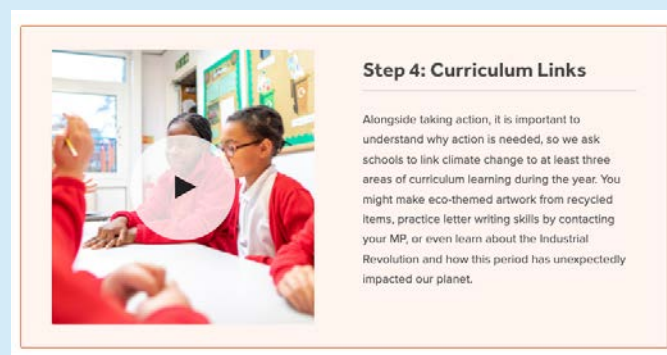 Step 4: Curriculum Links
Alongside taking action, it is important to
understand why action is needed, so we ask
schools to link climate change to at least three
areas of curriculum learning during the year. You
might make eco-themed artwork from recycled
items, practice letter writing skills by contacting
your MP, or even learn about the Industrial
Revolution and how this period has unexpectedly
impacted our planet.